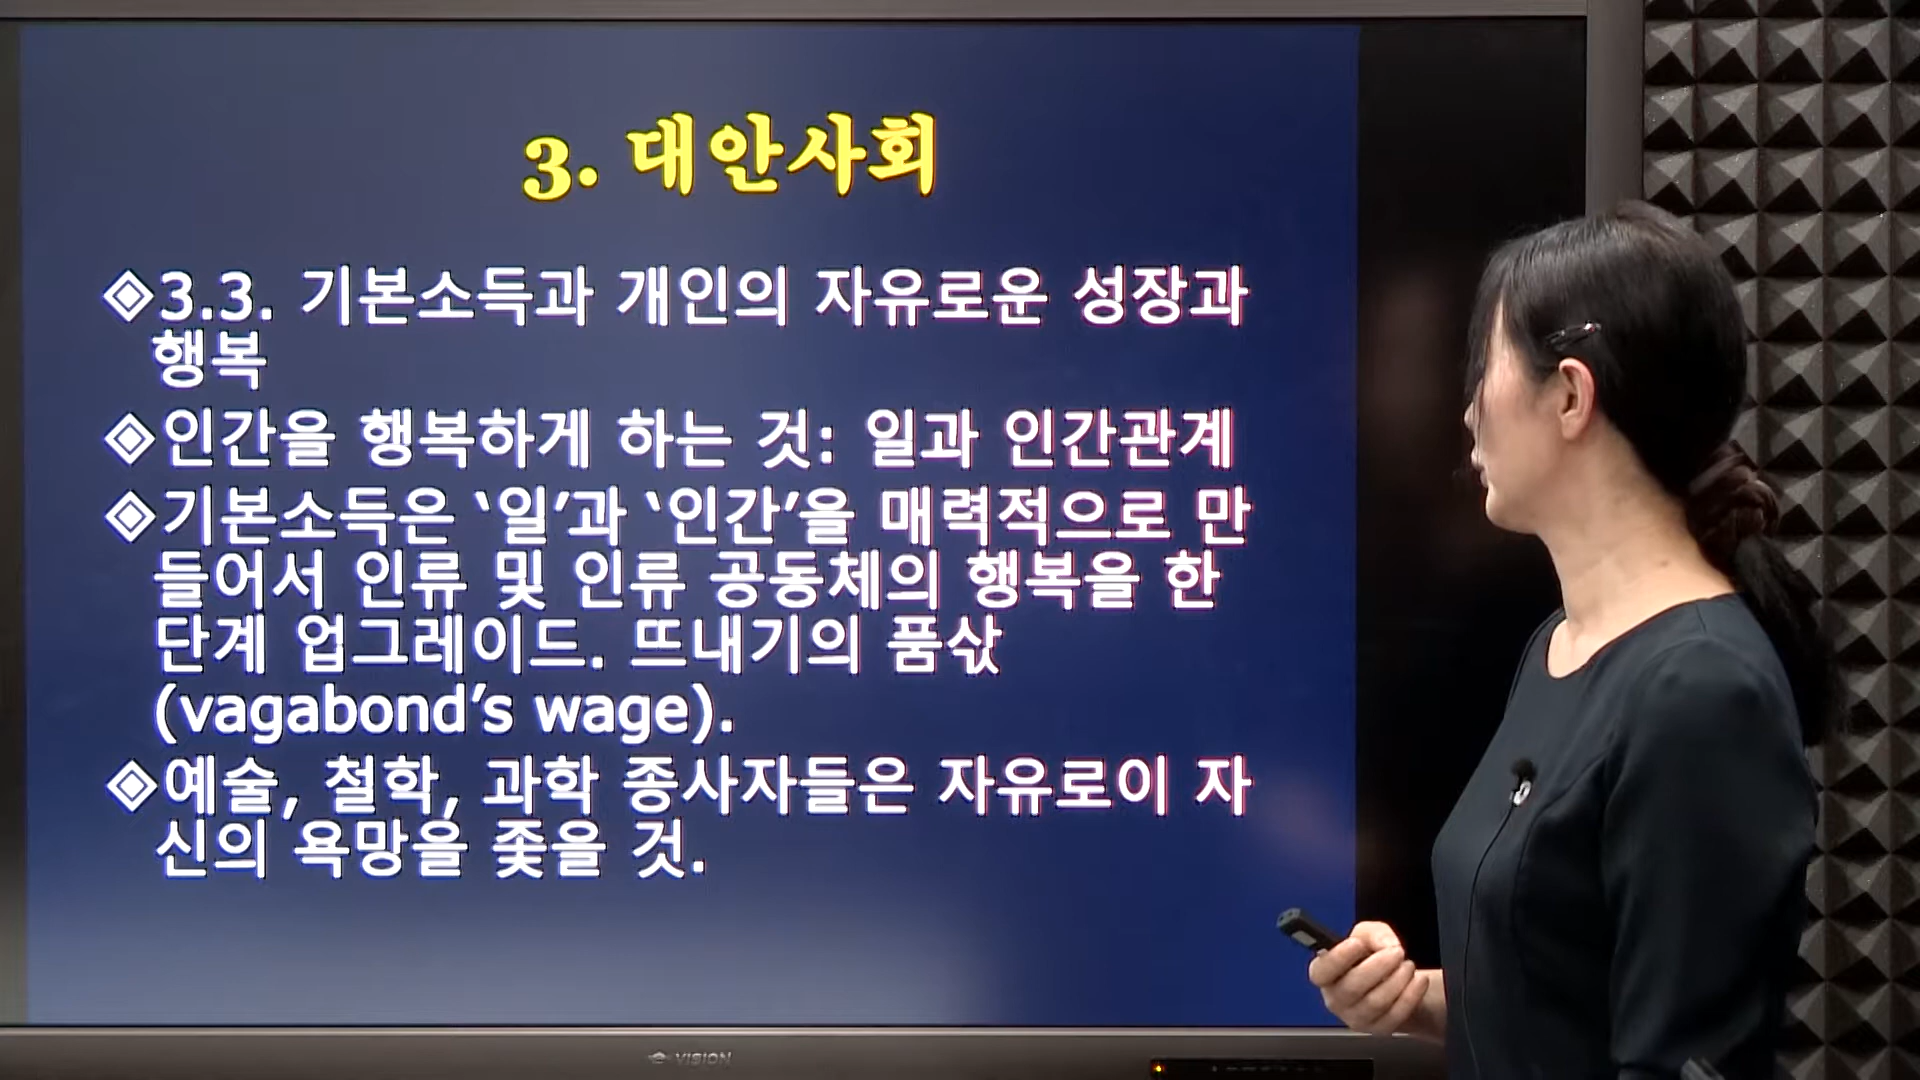 3. 대안사회
◈3.3. 기본소득과 개인의 자유로운 성장과
행복
◈인간을 행복하게 하는 것: 일과 인간관계
◈기본소득은 ‘일’과 ‘인간’을 매력적으로 만
들어서 인류 및 인류 공동체의 행복을 한
단계 업그레이드. 뜨내기의 품삯
(vagabond’s wage).
◈예술, 철학, 과학 종사자들은 자유로이 자
신의 욕망을 좇을 것.
VISION